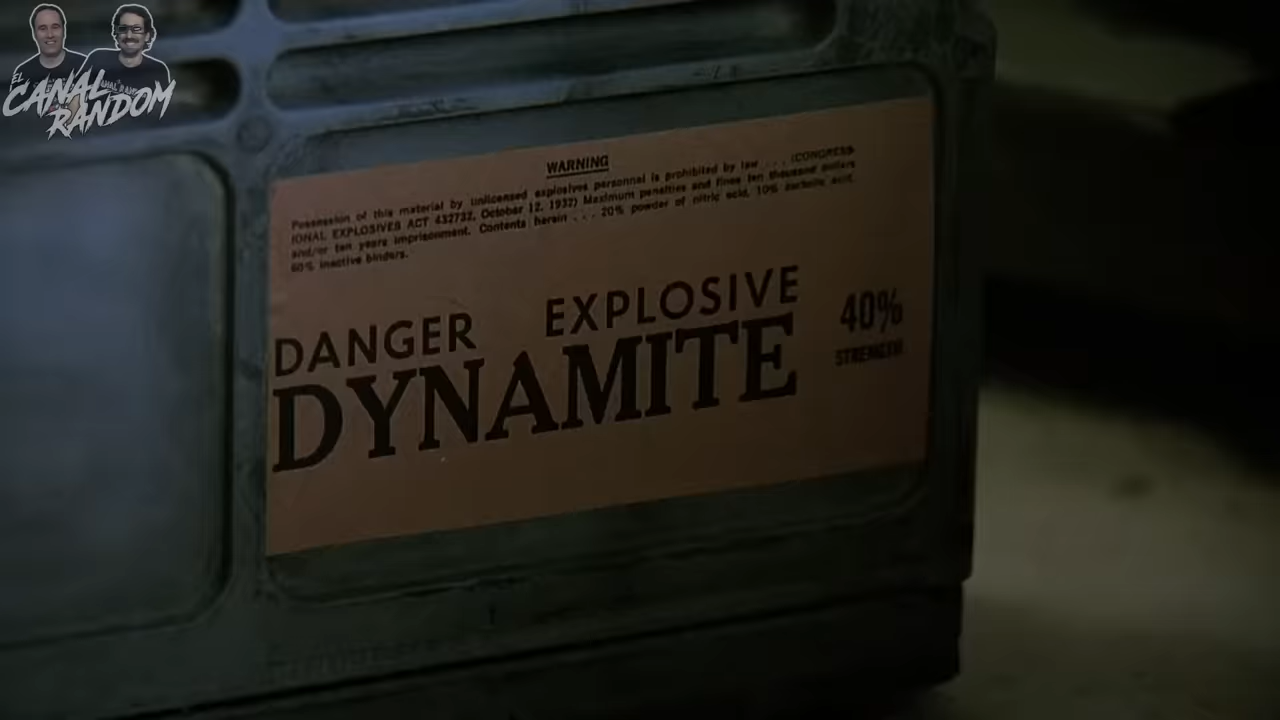 EL
CANAL
RANDOM
WARNING
Possession of this material by unlicensed explosives personnel is prohibited by law . . . (CONGRESS-
IONAL EXPLOSIVES ACT 432732, October 12, 1932) Maximum penalties and fines ten thousand dollars
and/or ten years imprisonment. Contents herein . . . 20% powder of nitric acid, 10% acid,
60% inactive binders.
DANGER EXPLOSIVE
DYNAMITE
40%
STRENGTH